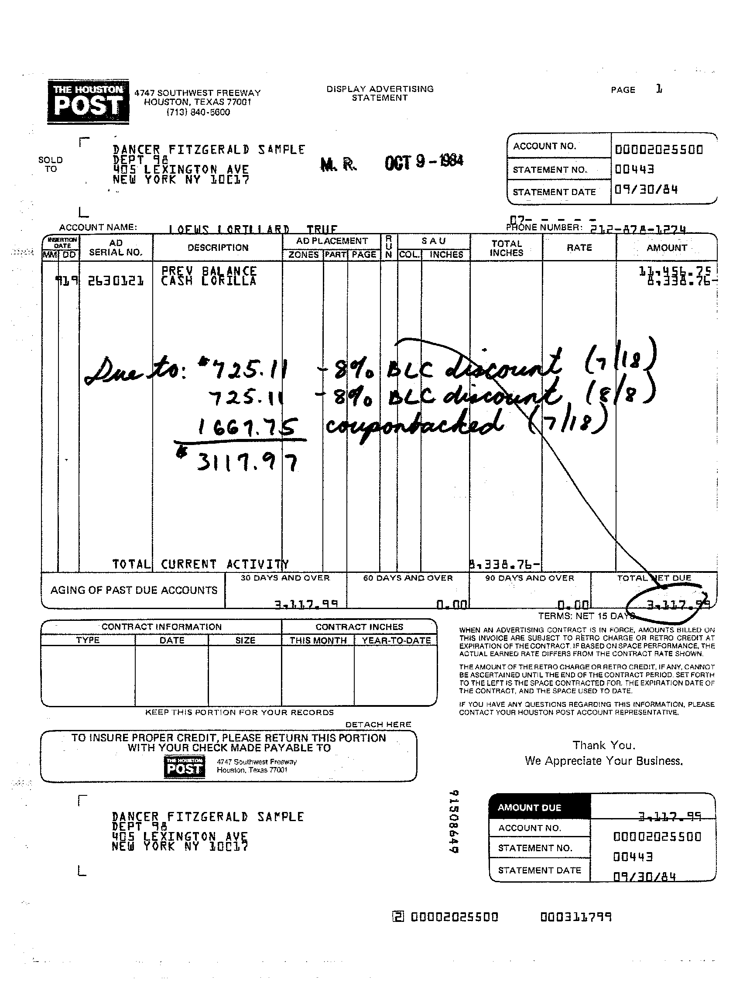 THE HOUSTON
POST
4747 SOUTHWEST FREEWAY
HOUSTON, TEXAS 77001
(713) 840-5600
DISPLAY ADVERTISING
STATEMENT
PAGE 1
SOLD
TO
DANCER FITZGERALD SAMPLE
DEPT 98
405 LEXINGTON AVE
NEW YORK NY 10017
M. R. OCT 9 - 1984
ACCOUNT NO. 00002025500
STATEMENT NO. 00443
STATEMENT DATE 09/30/84
07- - - - -
ACCOUNT NAME: LOEWS LORTLLARD TRUE PHONE NUMBER: 212-878-1274
INSERTION DATE MM DD AD SERIAL NO. DESCRIPTION AD PLACEMENT ZONES PART PAGE RUN SAU COL. INCHES TOTAL INCHES RATE AMOUNT
PREV BALANCE 11,456.75
919 2630121 CASH LORILLA 8,338.76-
Due to: $725.11 - 8% BLC discount (7/18)
725.11 - 8% BLC discount (8/8)
1667.75 couponbacked (7/18)
$3117.97
TOTAL CURRENT ACTIVITY 8,338.76-
AGING OF PAST DUE ACCOUNTS 30 DAYS AND OVER 60 DAYS AND OVER 90 DAYS AND OVER TOTAL NET DUE
3,117.99 0.00 0.00 3,117.99
TERMS: NET 15 DAYS
CONTRACT INFORMATION CONTRACT INCHES
TYPE DATE SIZE THIS MONTH YEAR-TO-DATE
WHEN AN ADVERTISING CONTRACT IS IN FORCE, AMOUNTS BILLED ON
THIS INVOICE ARE SUBJECT TO RETRO CHARGE OR RETRO CREDIT AT
EXPIRATION OF THE CONTRACT. IF BASED ON SPACE PERFORMANCE, THE
ACTUAL EARNED RATE DIFFERS FROM THE CONTRACT RATE SHOWN.
THE AMOUNT OF THE RETRO CHARGE OR RETRO CREDIT, IF ANY, CANNOT
BE ASCERTAINED UNTIL THE END OF THE CONTRACT PERIOD. SET FORTH
TO THE LEFT IS THE SPACE CONTRACTED FOR, THE EXPIRATION DATE OF
THE CONTRACT, AND THE SPACE USED TO DATE.
IF YOU HAVE ANY QUESTIONS REGARDING THIS INFORMATION, PLEASE
CONTACT YOUR HOUSTON POST ACCOUNT REPRESENTATIVE.
KEEP THIS PORTION FOR YOUR RECORDS
DETACH HERE
TO INSURE PROPER CREDIT, PLEASE RETURN THIS PORTION
WITH YOUR CHECK MADE PAYABLE TO
THE HOUSTON
POST
4747 Southwest Freeway
Houston, Texas 77001
Thank You.
We Appreciate Your Business.
DANCER FITZGERALD SAMPLE
DEPT 98
405 LEXINGTON AVE
NEW YORK NY 10017
91508649
AMOUNT DUE 3,117.99
ACCOUNT NO. 00002025500
STATEMENT NO. 00443
STATEMENT DATE 09/30/84
2 00002025500 000311799